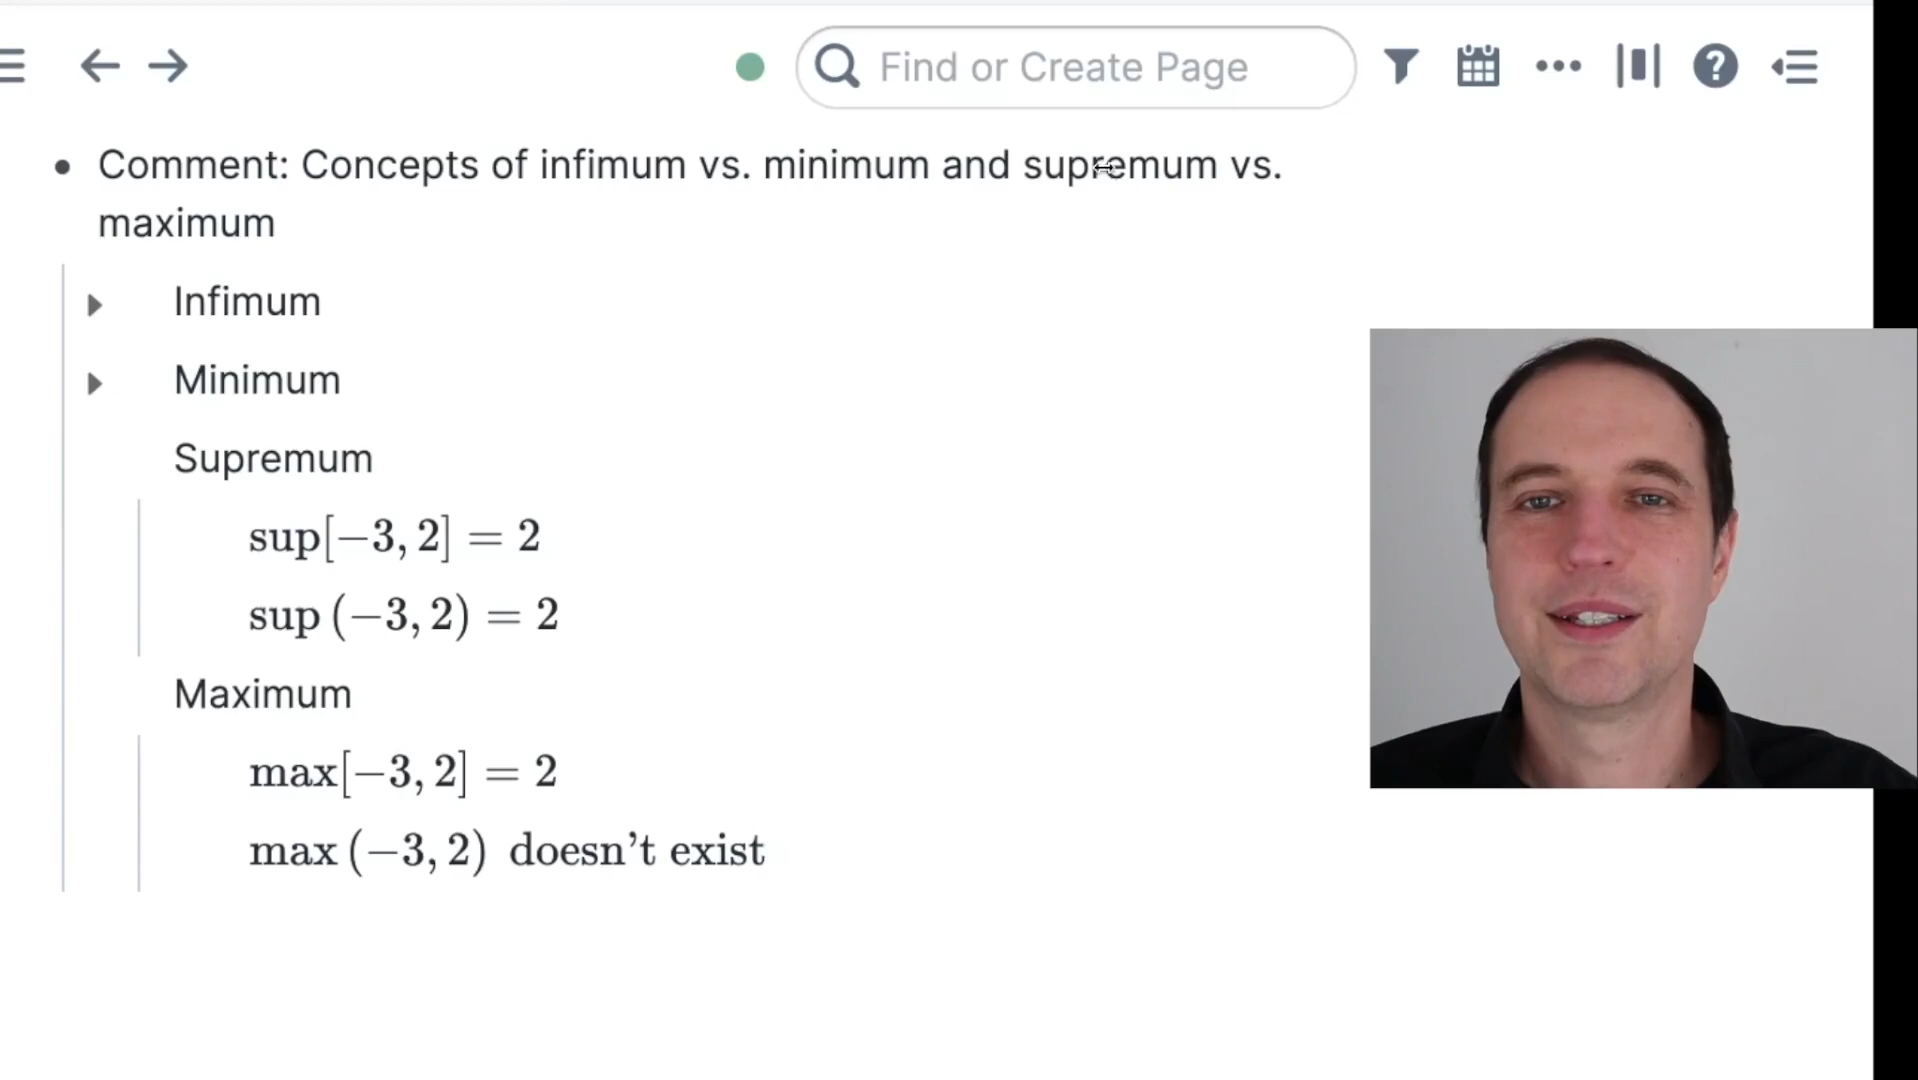 Find or Create Page
Comment: Concepts of infimum vs. minimum and supremum vs.
maximum
Infimum
Minimum
Supremum
sup[−3, 2] = 2
sup (−3, 2) = 2
Maximum
max[−3, 2] = 2
max (−3, 2) doesn’t exist